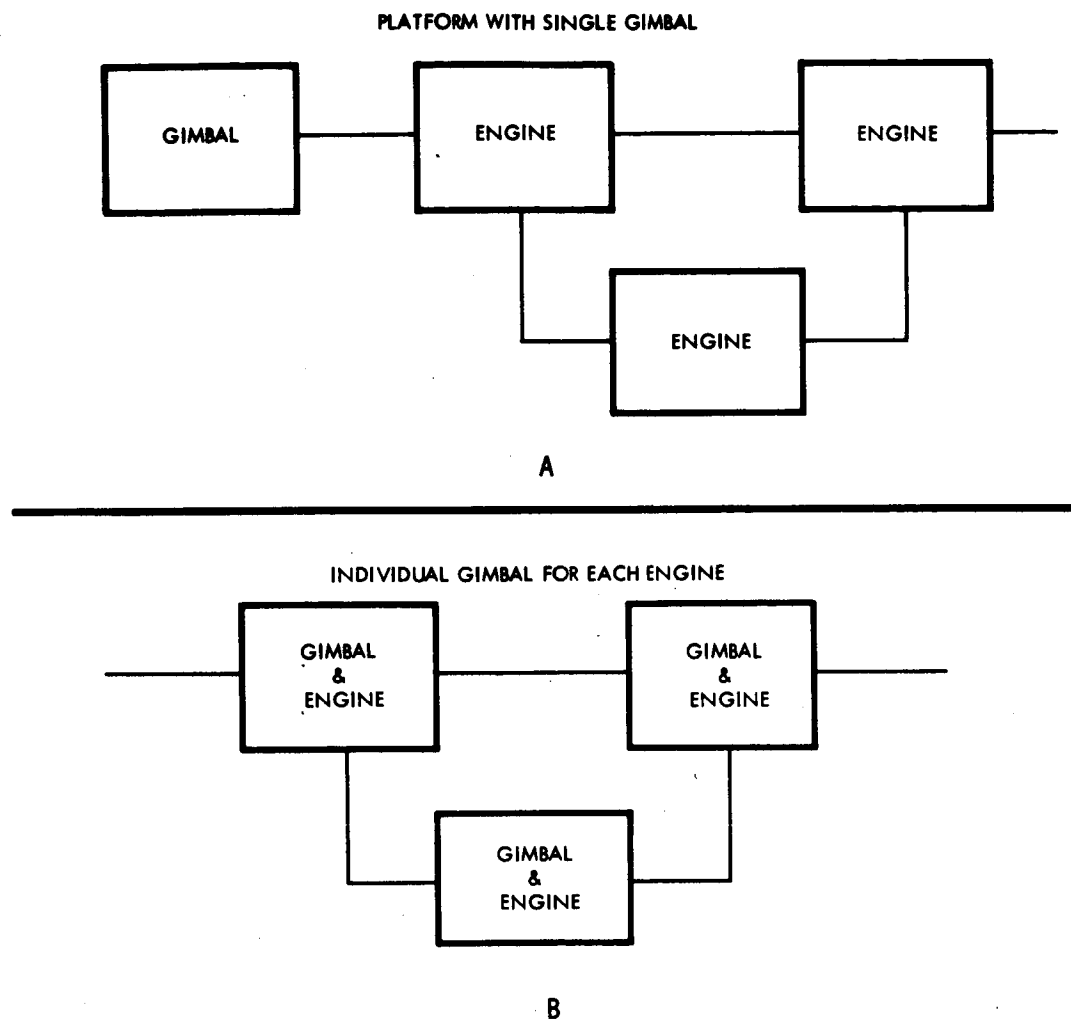 PLATFORM WITH SINGLE GIMBAL
GIMBAL
ENGINE
ENGINE
ENGINE
A
INDIVIDUAL GIMBAL FOR EACH ENGINE
GIMBAL
&
ENGINE
GIMBAL
&
ENGINE
GIMBAL
&
ENGINE
B